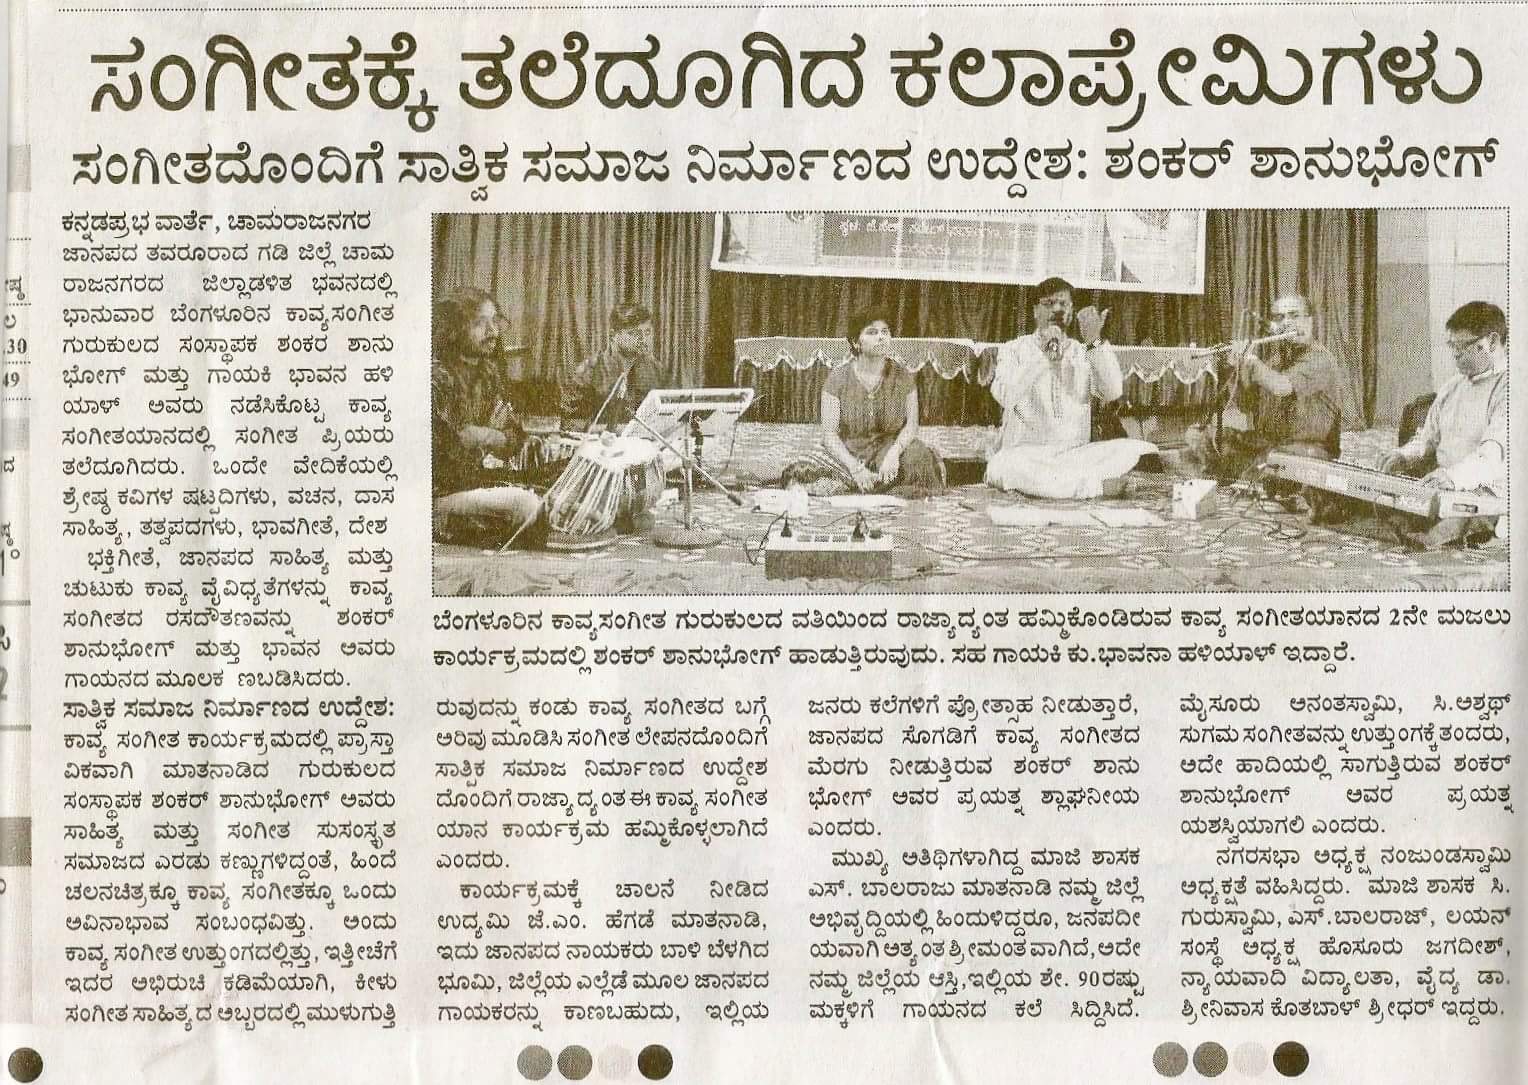 ಸಂಗೀತಕ್ಕೆ ತಲೆದೂಗಿದ ಕಲಾಪ್ರೇಮಿಗಳು
ಸಂಗೀತದೊಂದಿಗೆ ಸಾತ್ವಿಕ ಸಮಾಜ ನಿರ್ಮಾಣದ ಉದ್ದೇಶ: ಶಂಕರ್ ಶಾನುಭೋಗ್
ಕನ್ನಡಪ್ರಭ ವಾರ್ತೆ, ಚಾಮರಾಜನಗರ
ಜಾನಪದ ತವರೂರಾದ ಗಡಿ ಜಿಲ್ಲೆ ಚಾಮ
ರಾಜನಗರದ ಜಿಲ್ಲಾಡಳಿತ ಭವನದಲ್ಲಿ
ಭಾನುವಾರ ಬೆಂಗಳೂರಿನ ಕಾವ್ಯಸಂಗೀತ
ಗುರುಕುಲದ ಸಂಸ್ಥಾಪಕ ಶಂಕರ ಶಾನು
ಭೋಗ್ ಮತ್ತು ಗಾಯಕಿ ಭಾವನ ಹಳಿ
ಯಾಳ್ ಅವರು ನಡೆಸಿಕೊಟ್ಟ ಕಾವ್ಯ
ಸಂಗೀತಯಾನದಲ್ಲಿ ಸಂಗೀತ ಪ್ರಿಯರು
ತಲೆದೂಗಿದರು. ಒಂದೇ ವೇದಿಕೆಯಲ್ಲಿ
ಶ್ರೇಷ್ಠ ಕವಿಗಳ ಷಟ್ಪದಿಗಳು, ವಚನ, ದಾಸ
ಸಾಹಿತ್ಯ, ತತ್ವಪದಗಳು, ಭಾವಗೀತೆ, ದೇಶ
ಭಕ್ತಿಗೀತೆ, ಜಾನಪದ ಸಾಹಿತ್ಯ ಮತ್ತು
ಚುಟುಕು ಕಾವ್ಯ ವೈವಿಧ್ಯತೆಗಳನ್ನು ಕಾವ್ಯ
ಸಂಗೀತದ ರಸದೌತಣವನ್ನು ಶಂಕರ್
ಶಾನುಭೋಗ್ ಮತ್ತು ಭಾವನ ಅವರು
ಗಾಯನದ ಮೂಲಕ ಣಬಡಿಸಿದರು.
ಸಾತ್ವಿಕ ಸಮಾಜ ನಿರ್ಮಾಣದ ಉದ್ದೇಶ:
ಕಾವ್ಯ ಸಂಗೀತ ಕಾರ್ಯಕ್ರಮದಲ್ಲಿ ಪ್ರಾಸ್ತಾ
ವಿಕವಾಗಿ ಮಾತನಾಡಿದ ಗುರುಕುಲದ
ಸಂಸ್ಥಾಪಕ ಶಂಕರ್ ಶಾನುಭೋಗ್ ಅವರು
ಸಾಹಿತ್ಯ ಮತ್ತು ಸಂಗೀತ ಸುಸಂಸ್ಕೃತ
ಸಮಾಜದ ಎರಡು ಕಣ್ಣುಗಳಿದ್ದಂತೆ, ಹಿಂದೆ
ಚಲನಚಿತ್ರಕ್ಕೂ ಕಾವ್ಯ ಸಂಗೀತಕ್ಕೂ ಒಂದು
ಅವಿನಾಭಾವ ಸಂಬಂಧವಿತ್ತು. ಅಂದು
ಕಾವ್ಯ ಸಂಗೀತ ಉತ್ತುಂಗದಲ್ಲಿತ್ತು, ಇತ್ತೀಚೆಗೆ
ಇದರ ಅಭಿರುಚಿ ಕಡಿಮೆಯಾಗಿ, ಕೀಳು
ಸಂಗೀತ ಸಾಹಿತ್ಯದ ಅಬ್ಬರದಲ್ಲಿ ಮುಳುಗುತ್ತಿ
ಬೆಂಗಳೂರಿನ ಕಾವ್ಯಸಂಗೀತ ಗುರುಕುಲದ ವತಿಯಿಂದ ರಾಜ್ಯಾದ್ಯಂತ ಹಮ್ಮಿಕೊಂಡಿರುವ ಕಾವ್ಯ ಸಂಗೀತಯಾನದ 2ನೇ ಮಜಲು
ಕಾರ್ಯಕ್ರಮದಲ್ಲಿ ಶಂಕರ್ ಶಾನುಭೋಗ್ ಹಾಡುತ್ತಿರುವುದು. ಸಹ ಗಾಯಕಿ ಕು.ಭಾವನಾ ಹಳಿಯಾಳ್ ಇದ್ದಾರೆ.
ರುವುದನ್ನು ಕಂಡು ಕಾವ್ಯ ಸಂಗೀತದ ಬಗ್ಗೆ
ಅರಿವು ಮೂಡಿಸಿ ಸಂಗೀತ ಲೇಪನದೊಂದಿಗೆ
ಸಾತ್ವಿಕ ಸಮಾಜ ನಿರ್ಮಾಣದ ಉದ್ದೇಶ
ದೊಂದಿಗೆ ರಾಜ್ಯಾದ್ಯಂತ ಈ ಕಾವ್ಯ ಸಂಗೀತ
ಯಾನ ಕಾರ್ಯಕ್ರಮ ಹಮ್ಮಿಕೊಳ್ಳಲಾಗಿದೆ
ಎಂದರು.
ಕಾರ್ಯಕ್ರಮಕ್ಕೆ ಚಾಲನೆ ನೀಡಿದ
ಉದ್ಯಮಿ ಜೆ.ಎಂ. ಹೆಗಡೆ ಮಾತನಾಡಿ,
ಇದು ಜಾನಪದ ನಾಯಕರು ಬಾಳಿ ಬೆಳಗಿದ
ಭೂಮಿ, ಜಿಲ್ಲೆಯ ಎಲ್ಲೆಡೆ ಮೂಲ ಜಾನಪದ
ಗಾಯಕರನ್ನು ಕಾಣಬಹುದು, ಇಲ್ಲಿಯ
ಜನರು ಕಲೆಗಳಿಗೆ ಪ್ರೋತ್ಸಾಹ ನೀಡುತ್ತಾರೆ,
ಜಾನಪದ ಸೊಗಡಿಗೆ ಕಾವ್ಯ ಸಂಗೀತದ
ಮೆರಗು ನೀಡುತ್ತಿರುವ ಶಂಕರ್ ಶಾನು
ಭೋಗ್ ಅವರ ಪ್ರಯತ್ನ ಶ್ಲಾಘನೀಯ
ಎಂದರು.
ಮುಖ್ಯ ಅತಿಥಿಗಳಾಗಿದ್ದ ಮಾಜಿ ಶಾಸಕ
ಎಸ್. ಬಾಲರಾಜು ಮಾತನಾಡಿ ನಮ್ಮ ಜಿಲ್ಲೆ
ಅಭಿವೃದ್ದಿಯಲ್ಲಿ ಹಿಂದುಳಿದ್ದರೂ, ಜನಪದೀ
ಯವಾಗಿ ಅತ್ಯಂತ ಶ್ರೀಮಂತವಾಗಿದೆ, ಅದೇ
ನಮ್ಮ ಜಿಲ್ಲೆಯ ಆಸ್ತಿ, ಇಲ್ಲಿಯ ಶೇ. 90ರಷ್ಟು
ಮಕ್ಕಳಿಗೆ ಗಾಯನದ ಕಲೆ ಸಿದ್ದಿಸಿದೆ.
ಮೈಸೂರು ಅನಂತಸ್ವಾಮಿ, ಸಿ.ಅಶ್ವಥ್
ಸುಗಮ ಸಂಗೀತವನ್ನು ಉತ್ತುಂಗಕ್ಕೆ ತಂದರು,
ಅದೇ ಹಾದಿಯಲ್ಲಿ ಸಾಗುತ್ತಿರುವ ಶಂಕರ್
ಶಾನುಭೋಗ್ ಅವರ ಪ್ರಯತ್ನ
ಯಶಸ್ವಿಯಾಗಲಿ ಎಂದರು.
ನಗರಸಭಾ ಅಧ್ಯಕ್ಷ ನಂಜುಂಡಸ್ವಾಮಿ
ಅಧ್ಯಕ್ಷತೆ ವಹಿಸಿದ್ದರು. ಮಾಜಿ ಶಾಸಕ ಸಿ.
ಗುರುಸ್ವಾಮಿ, ಎಸ್.ಬಾಲರಾಜ್, ಲಯನ್
ಸಂಸ್ಥೆ ಅಧ್ಯಕ್ಷ ಹೊಸೂರು ಜಗದೀಶ್,
ನ್ಯಾಯವಾದಿ ವಿದ್ಯಾಲತಾ, ವೈದ್ಯ ಡಾ.
ಶ್ರೀನಿವಾಸ ಕೊತಬಾಳ್ ಶ್ರೀಧರ್ ಇದ್ದರು.